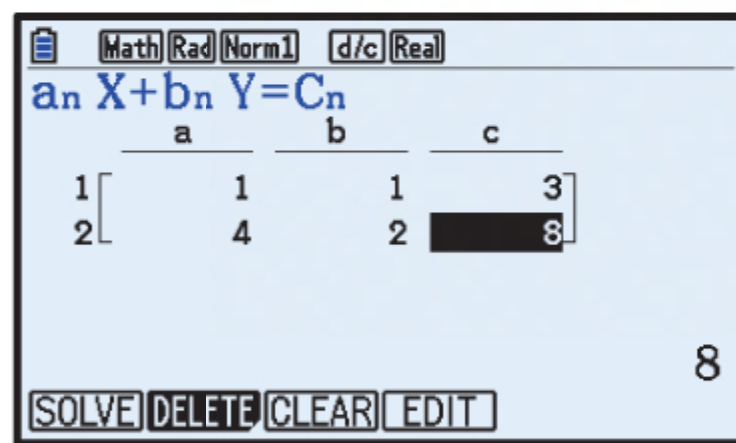 Math Rad Norm1 d/c Real
an X+bn Y=Cn
a b c
1 1 1 3
2 4 2 8
8
SOLVE DELETE CLEAR EDIT